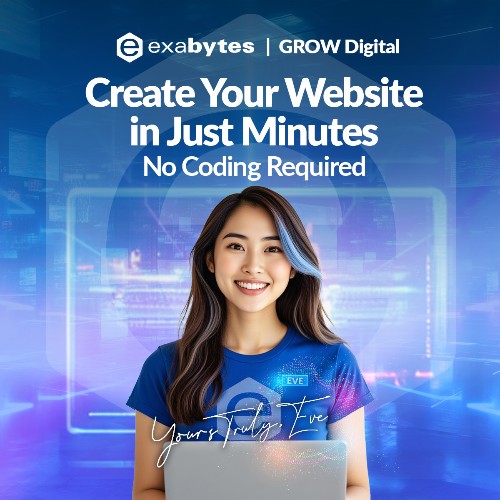 exabytes | GROW Digital
Create Your Website
in Just Minutes
No Coding Required
EVE
Yours Truly, Eve